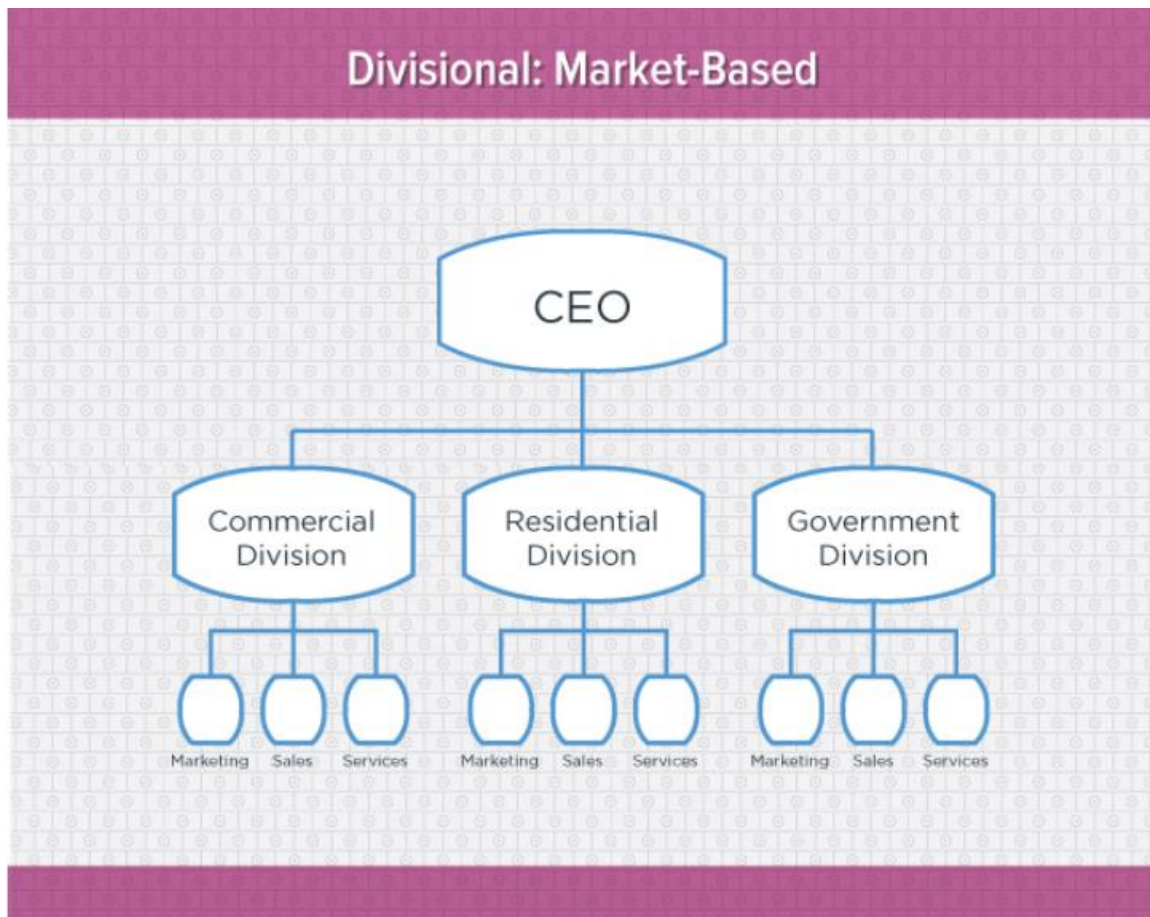 Divisional: Market-Based
CEO
Commercial
Division
Residential
Division
Government
Division
Marketing Sales Services
Marketing Sales Services
Marketing Sales Services